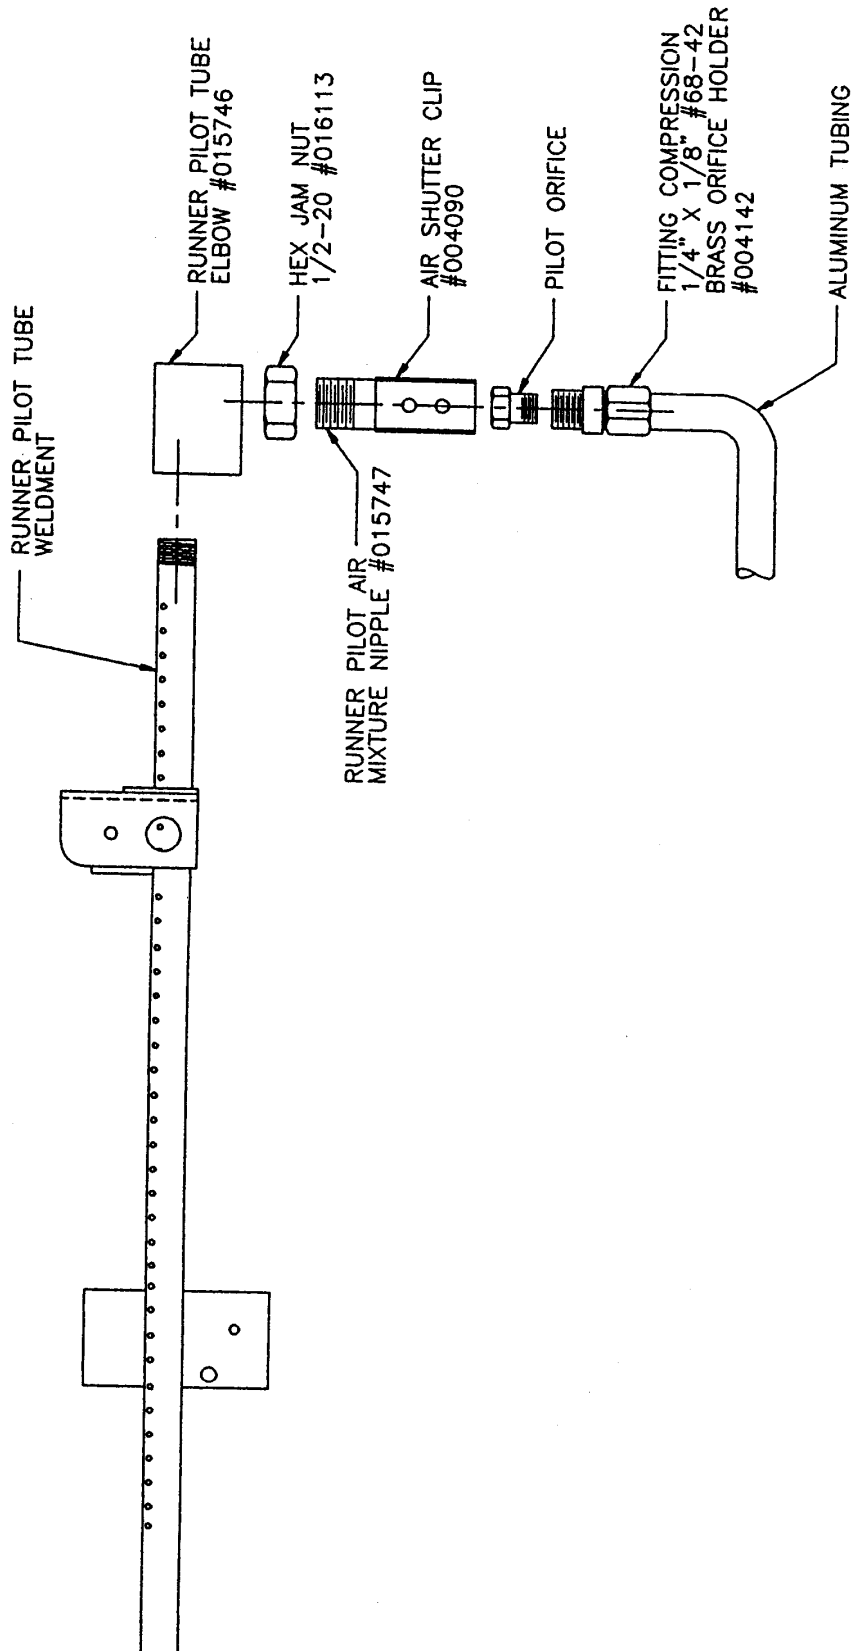 RUNNER PILOT TUBE
WELDMENT
RUNNER PILOT TUBE
ELBOW #015746
HEX JAM NUT
1/2-20 #016113
RUNNER PILOT AIR
MIXTURE NIPPLE #015747
AIR SHUTTER CLIP
#004090
PILOT ORIFICE
FITTING COMPRESSION
1/4" X 1/8" #68-42
BRASS ORIFICE HOLDER
#004142
ALUMINUM TUBING